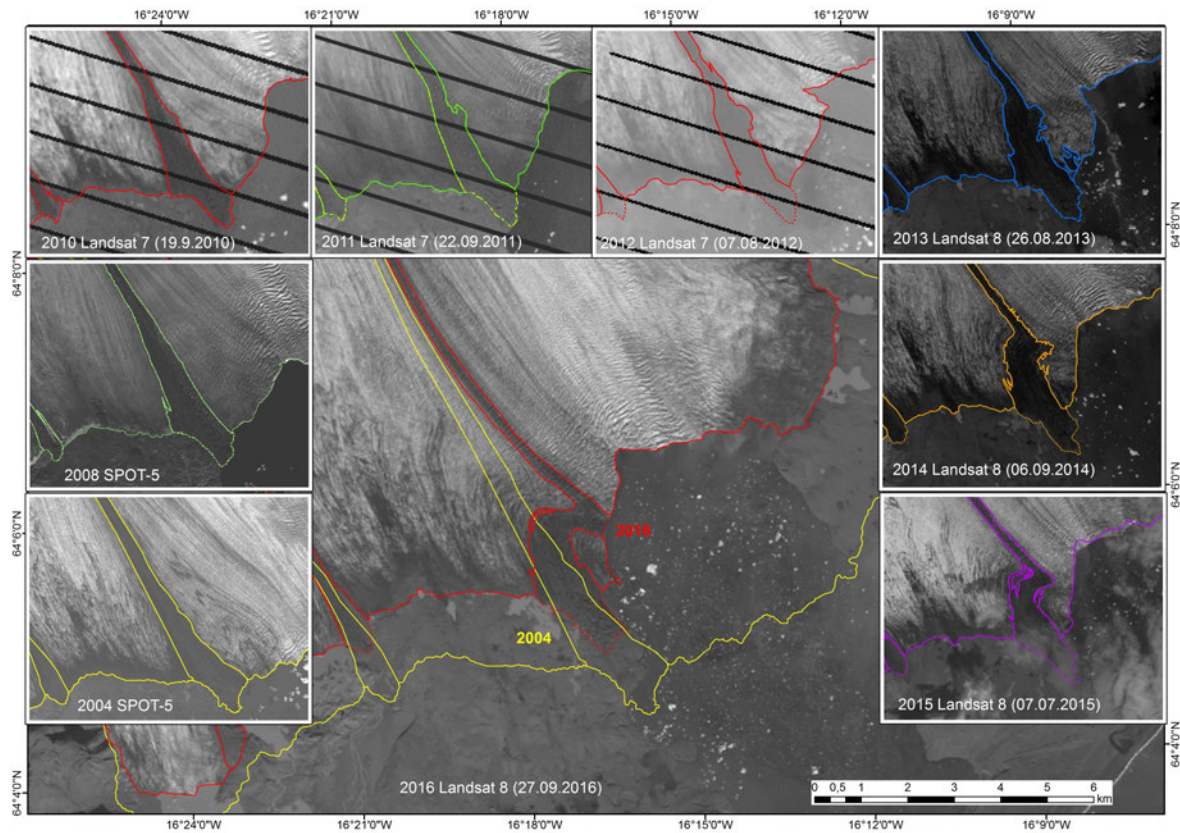 16°24'0"W 16°21'0"W 16°18'0"W 16°15'0"W 16°12'0"W 16°9'0"W
2010 Landsat 7 (19.9.2010)
2011 Landsat 7 (22.09.2011)
2012 Landsat 7 (07.08.2012)
2013 Landsat 8 (26.08.2013)
64°8'0"N
64°8'0"N
2008 SPOT-5
2014 Landsat 8 (06.09.2014)
64°6'0"N
64°6'0"N
2016
2004
2004 SPOT-5
2015 Landsat 8 (07.07.2015)
64°4'0"N
64°4'0"N
2016 Landsat 8 (27.09.2016)
0 0,5 1 2 3 4 5 6
km
16°24'0"W 16°21'0"W 16°18'0"W 16°15'0"W 16°12'0"W 16°9'0"W